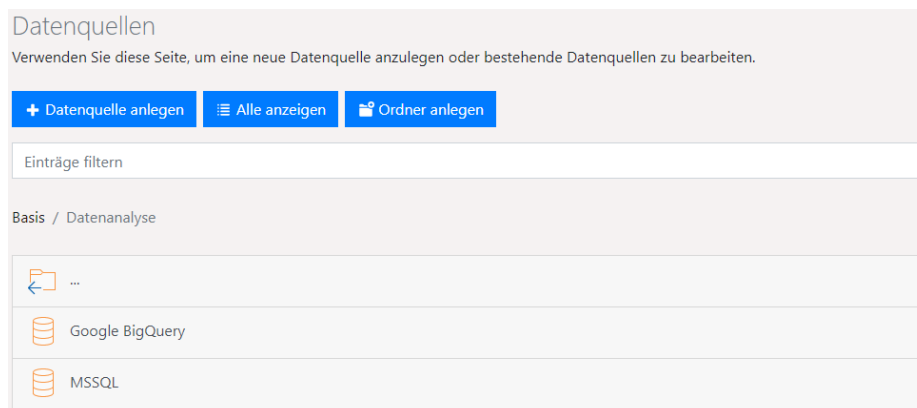 Datenquellen
Verwenden Sie diese Seite, um eine neue Datenquelle anzulegen oder bestehende Datenquellen zu bearbeiten.
+ Datenquelle anlegen
Alle anzeigen
Ordner anlegen
Einträge filtern
Basis / Datenanalyse
...
Google BigQuery
MSSQL